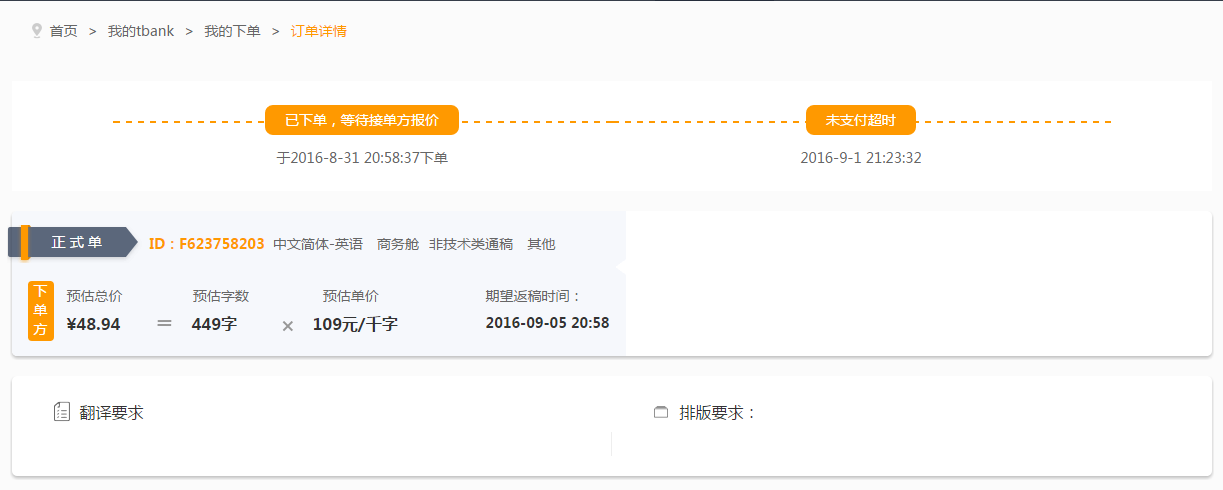 首页 > 我的tbank > 我的下单 > 订单详情
已下单，等待接单方报价 未支付超时
于2016-8-31 20:58:37下单 2016-9-1 21:23:32
正式单 ID：F623758203 中文简体-英语 商务舱 非技术类通稿 其他
下单方
预估总价 预估字数 预估单价 期望返稿时间：
¥48.94 = 449字 × 109元/千字 2016-09-05 20:58
翻译要求 排版要求：